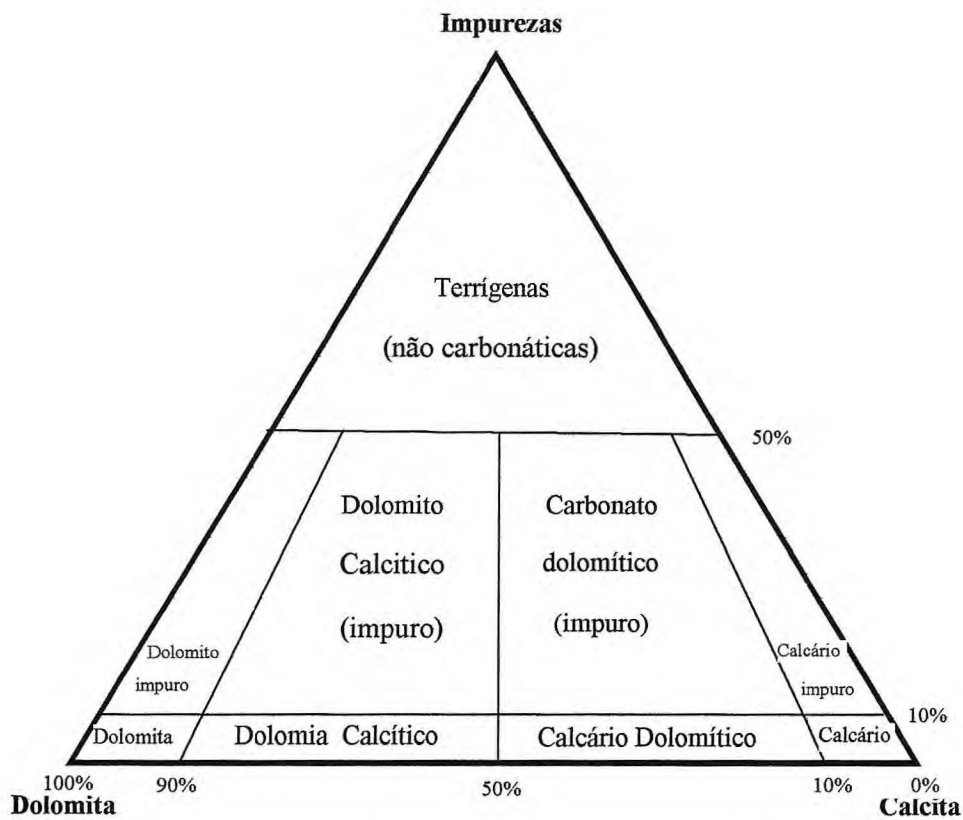 Impurezas
Terrígenas
(não carbonáticas)
50%
Dolomito
Calcitico
(impuro)
Carbonato
dolomítico
(impuro)
Dolomito
impuro
Calcário
impuro
10%
Dolomita
Dolomia Calcítico
Calcário Dolomítico
Calcário
100%
90%
50%
10%
0%
Dolomita
Calcita